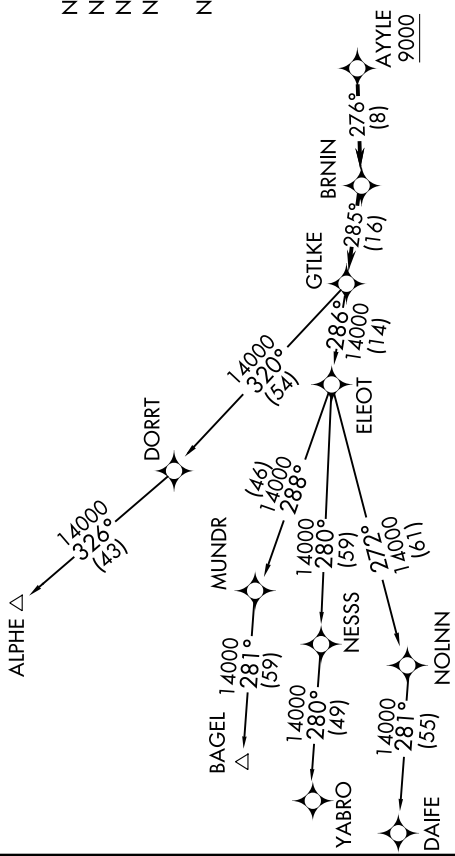 N
N
N
N
N
AYYLE
9000
276°
(8)
BRNIN
285°
(16)
GTLKE
286°
14000
(14)
ELEOT
14000
320°
(54)
DORRT
14000
326°
(43)
ALPHE
(46)
14000
288°
MUNDR
14000
281°
(59)
BAGEL
14000
280°
(59)
NESSS
14000
280°
(49)
YABRO
272°
14000
(61)
NOLNN
14000
281°
(55)
DAIFE